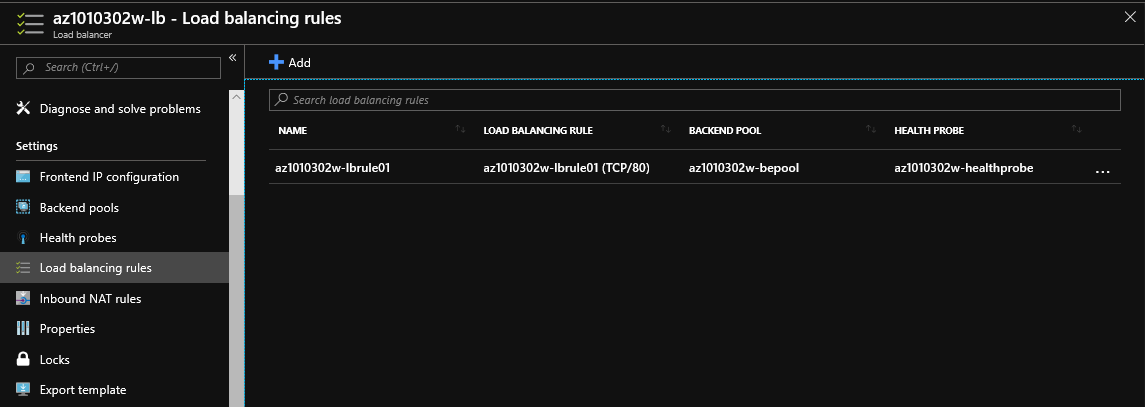 az1010302w-lb - Load balancing rules
Load balancer
Search (Ctrl+/)
Diagnose and solve problems
Settings
Frontend IP configuration
Backend pools
Health probes
Load balancing rules
Inbound NAT rules
Properties
Locks
Export template
Add
Search load balancing rules
NAME LOAD BALANCING RULE BACKEND POOL HEALTH PROBE
az1010302w-lbrule01 az1010302w-lbrule01 (TCP/80) az1010302w-bepool az1010302w-healthprobe ...